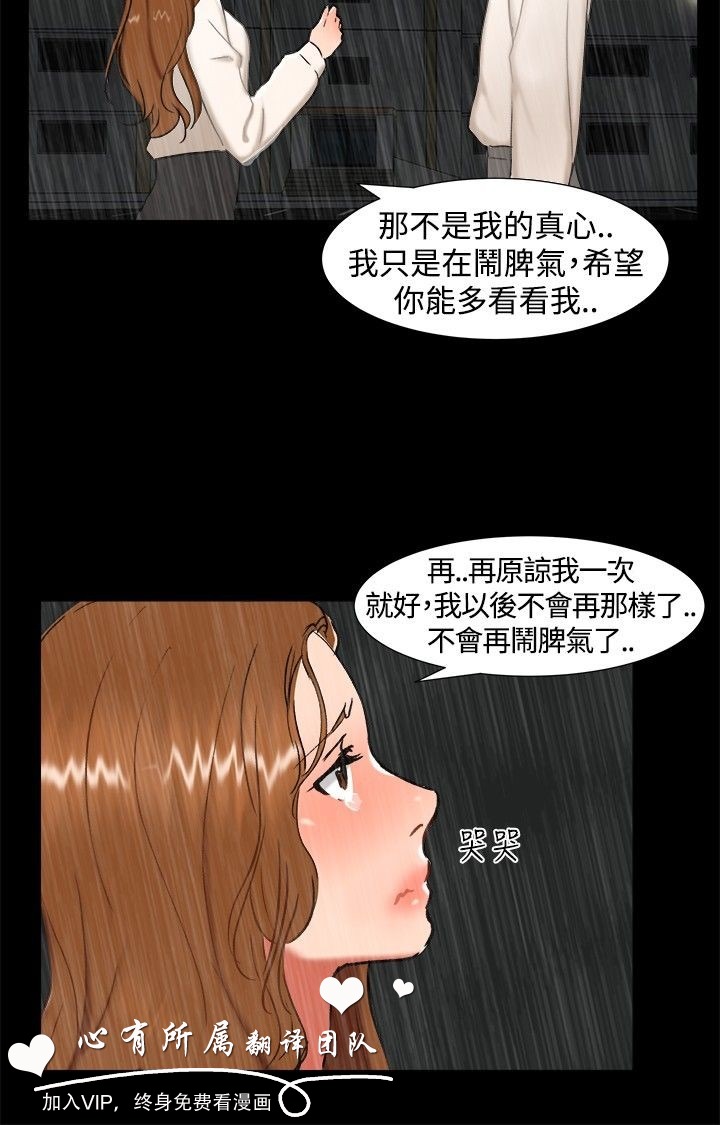 那不是我的真心..
我只是在鬧脾氣,希望
你能多看看我..
再..再原諒我一次
就好,我以後不會再那樣了..
不會再鬧脾氣了..
哭哭
心有所属翻译团队
加入VIP，终身免费看漫画